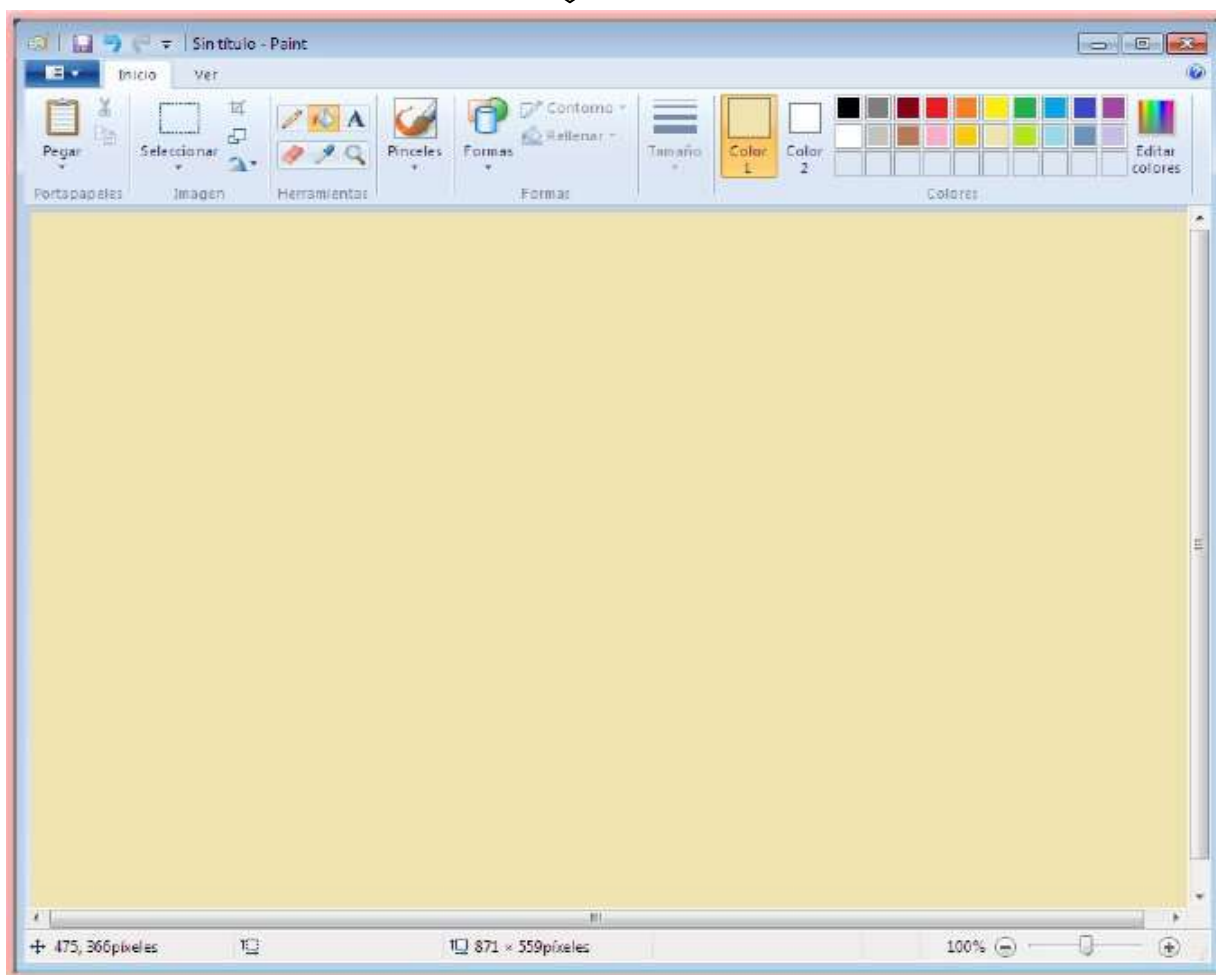 Sin título - Paint
Inicio Ver
Pegar
Seleccionar
Pinceles
Formas
Contorno
Rellenar
Tamaño
Color 1
Color 2
Editar colores
Portapapeles Imagen Herramientas Formas Colores
475, 366píxeles 871 × 559píxeles 100%